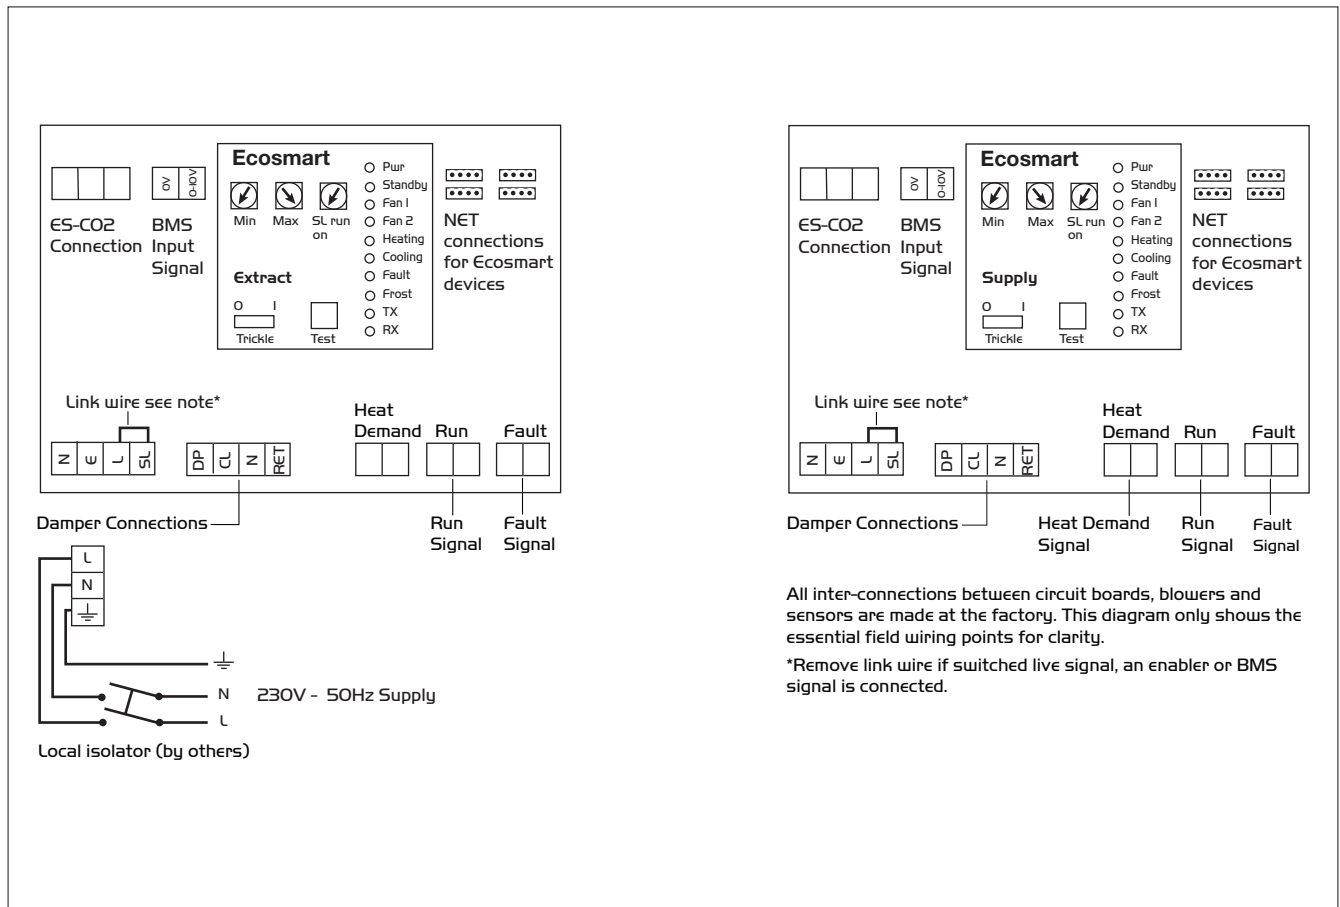 Ecosmart
Pwr
Standby
Fan 1
Fan 2
Heating
Cooling
Fault
Frost
TX
RX
Min
Max
SL run
on
Extract
O I
Trickle
Test
ES-CO2
Connection
0V
0-10V
BMS
Input
Signal
NET
connections
for Ecosmart
devices
Link wire see note*
N E L SL
DP CL N RET
Heat
Demand
Run
Fault
Damper Connections
Run
Signal
Fault
Signal
L
N
N
L
230V - 50Hz Supply
Local isolator (by others)
Ecosmart
Pwr
Standby
Fan 1
Fan 2
Heating
Cooling
Fault
Frost
TX
RX
Min
Max
SL run
on
Supply
O I
Trickle
Test
ES-CO2
Connection
0V
0-10V
BMS
Input
Signal
NET
connections
for Ecosmart
devices
Link wire see note*
N E L SL
DP CL N RET
Heat
Demand
Run
Fault
Damper Connections
Heat Demand
Signal
Run
Signal
Fault
Signal
All inter-connections between circuit boards, blowers and
sensors are made at the factory. This diagram only shows the
essential field wiring points for clarity.
*Remove link wire if switched live signal, an enabler or BMS
signal is connected.